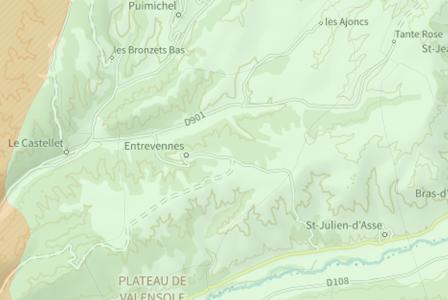 Puimichel
les Ajoncs
Tante Rose
St-Je
les Bronzets Bas
D901
Le Castellet
Entrevennes
Bras-d'
St-Julien-d'Asse
PLATEAU DE
VALENSOLE
D108